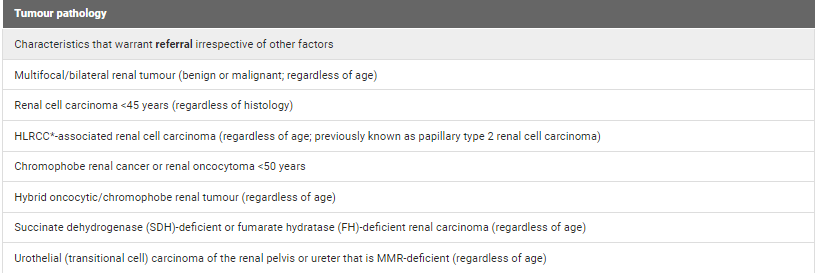 Tumour pathology
Characteristics that warrant referral irrespective of other factors
Multifocal/bilateral renal tumour (benign or malignant; regardless of age)
Renal cell carcinoma <45 years (regardless of histology)
HLRCC*-associated renal cell carcinoma (regardless of age; previously known as papillary type 2 renal cell carcinoma)
Chromophobe renal cancer or renal oncocytoma <50 years
Hybrid oncocytic/chromophobe renal tumour (regardless of age)
Succinate dehydrogenase (SDH)-deficient or fumarate hydratase (FH)-deficient renal carcinoma (regardless of age)
Urothelial (transitional cell) carcinoma of the renal pelvis or ureter that is MMR-deficient (regardless of age)